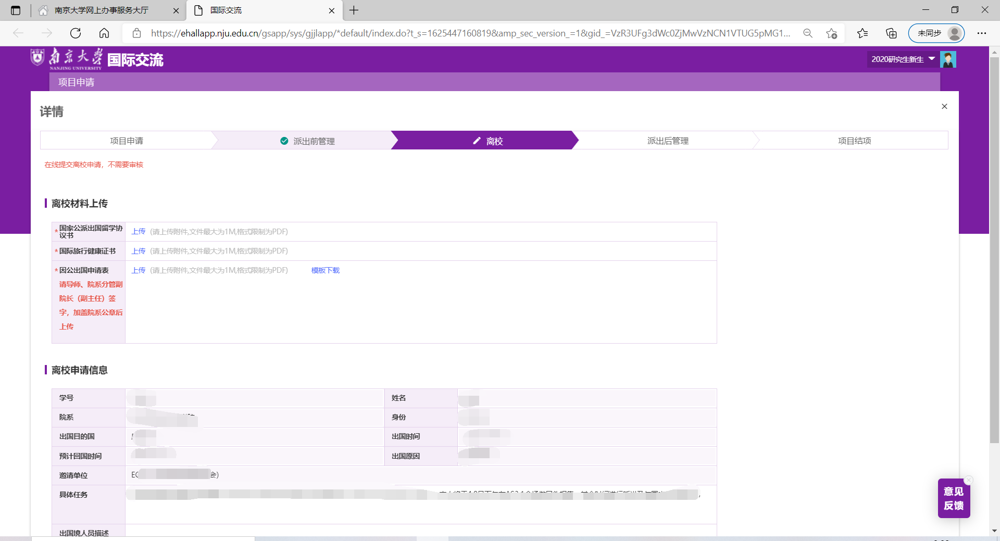 南京大学网上办事服务大厅
国际交流
https://ehallapp.nju.edu.cn/gsapp/sys/gjjlapp/*default/index.do?t_s=1625447160819&amp_sec_version_=1&gid_=VzR3UFg3dWc0ZjMwVzNCN1VTUG5pMG1...
未同步
南京大学
NANJING UNIVERSITY
国际交流
2020研究生新生
项目申请
详情
项目申请
派出前管理
离校
派出后管理
项目结项
在线提交离校申请，不需要审核
离校材料上传
*国家公派出国留学协
议书
上传 (请上传附件,文件最大为1M,格式限制为PDF)
*国际旅行健康证书
上传 (请上传附件,文件最大为1M,格式限制为PDF)
*因公出国申请表
上传 (请上传附件,文件最大为1M,格式限制为PDF) 模板下载
请导师、院系分管副
院长（副主任）签
字，加盖院系公章后
上传
离校申请信息
学号
姓名
院系
身份
出国目的国
出国时间
预计回国时间
出国原因
邀请单位
会)
具体任务
出国境人员描述
意见
反馈